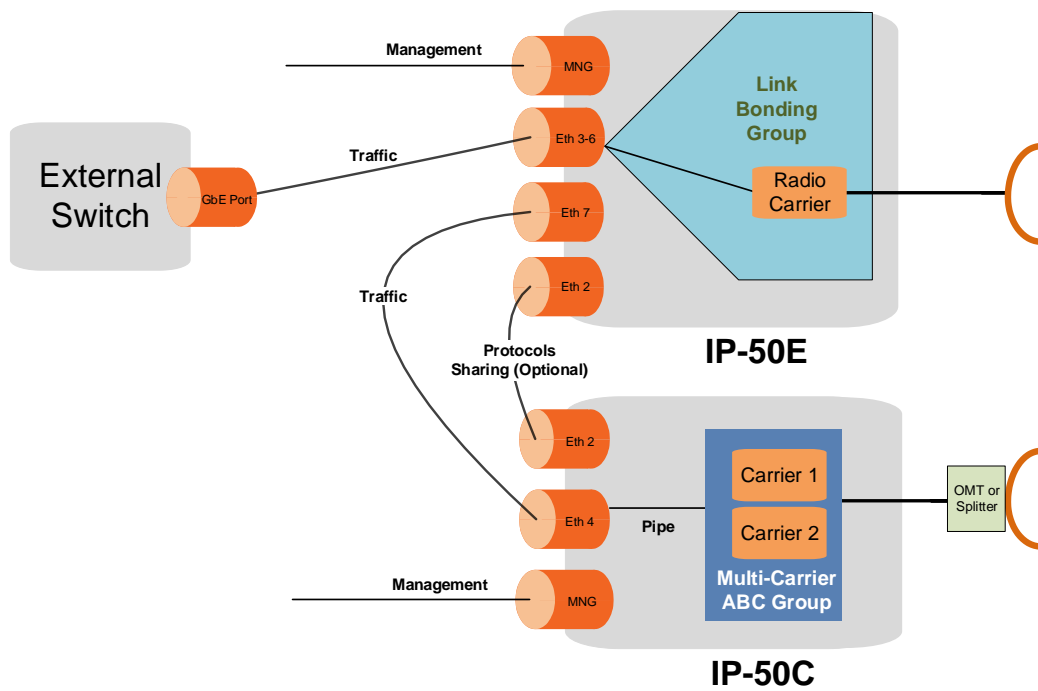 Management
MNG
Link
Bonding
Group
Eth 3-6
External
Switch
GbE Port
Traffic
Radio
Carrier
Eth 7
Traffic
Eth 2
IP-50E
Protocols
Sharing (Optional)
Eth 2
Carrier 1
OMT or
Splitter
Eth 4
Pipe
Carrier 2
Multi-Carrier
ABC Group
Management
MNG
IP-50C